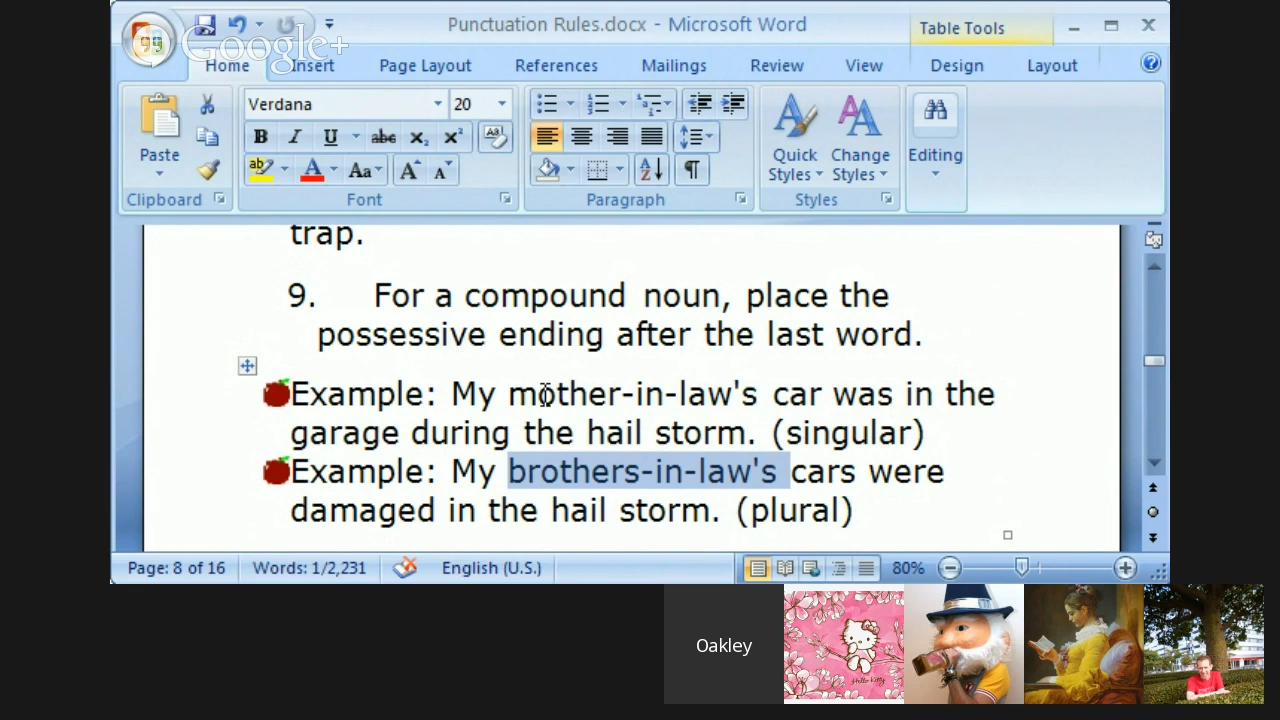 Punctuation Rules.docx - Microsoft Word
Table Tools
Google+
Home
Insert
Page Layout
References
Mailings
Review
View
Design
Layout
Verdana
20
Paste
Quick Styles
Change Styles
Editing
Clipboard
Font
Paragraph
Styles
trap.
9. For a compound noun, place the
possessive ending after the last word.
Example: My mother-in-law's car was in the
garage during the hail storm. (singular)
Example: My brothers-in-law's cars were
damaged in the hail storm. (plural)
Page: 8 of 16
Words: 1/2,231
English (U.S.)
80%
Oakley
Hello Kitty